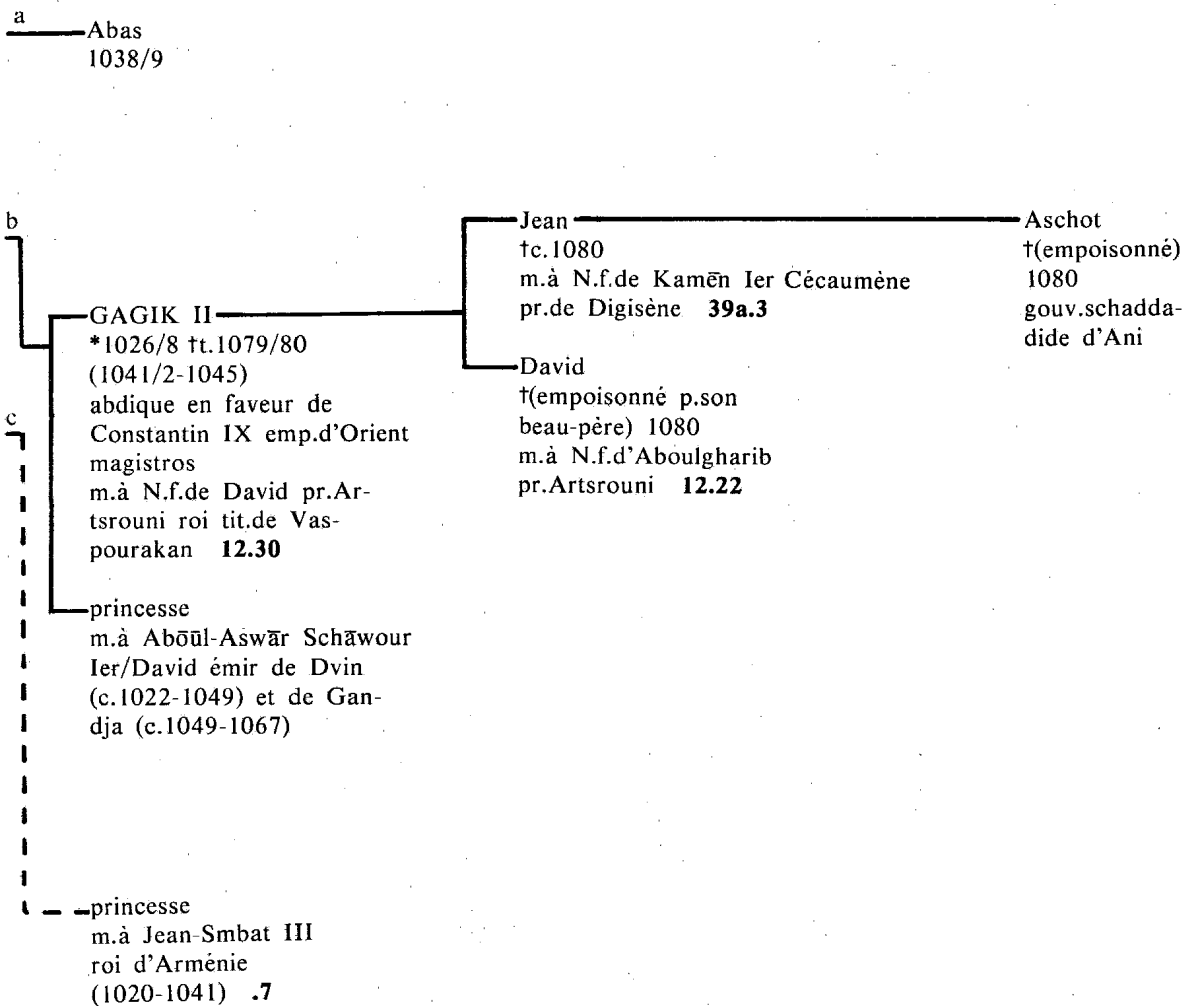 a
Abas
1038/9
b
Jean
†c.1080
m.à N.f.de Kamēn Ier Cécaumène
pr.de Digisène 39a.3
Aschot
†(empoisonné)
1080
gouv.schadda-
dide d'Ani
GAGIK II
*1026/8 †t.1079/80
(1041/2-1045)
abdique en faveur de
Constantin IX emp.d'Orient
magistros
m.à N.f.de David pr.Ar-
tsrouni roi tit.de Vas-
pourakan 12.30
David
†(empoisonné p.son
beau-père) 1080
m.à N.f.d'Aboulgharib
pr.Artsrouni 12.22
c
princesse
m.à Abōūl-Aswār Schāwour
Ier/David émir de Dvin
(c.1022-1049) et de Gan-
dja (c.1049-1067)
princesse
m.à Jean-Smbat III
roi d'Arménie
(1020-1041) .7